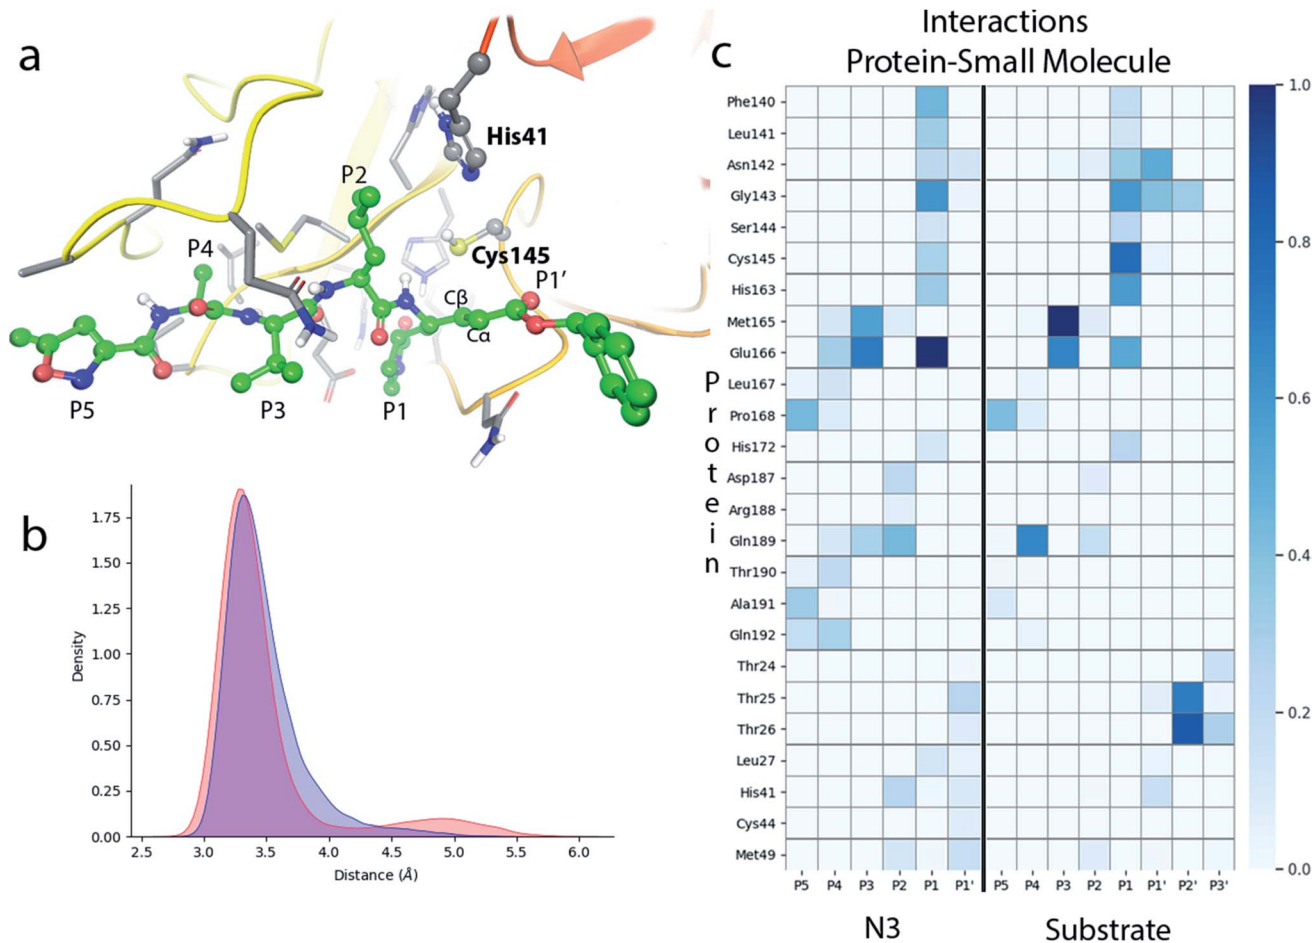 a
His41
P2
Cys145
P4
P1′
Cβ
Cα
P5
P3
P1
b
1.75
1.50
1.25
1.00
0.75
0.50
0.25
0.00
Density
2.5 3.0 3.5 4.0 4.5 5.0 5.5 6.0
Distance (Å)
c
Interactions
Protein-Small Molecule
Protein
Phe140
Leu141
Asn142
Gly143
Ser144
Cys145
His163
Met165
Glu166
Leu167
Pro168
His172
Asp187
Arg188
Gln189
Thr190
Ala191
Gln192
Thr24
Thr25
Thr26
Leu27
His41
Cys44
Met49
P5 P4 P3 P2 P1 P1' P5 P4 P3 P2 P1 P1' P2' P3'
N3 Substrate
1.0
0.8
0.6
0.4
0.2
0.0